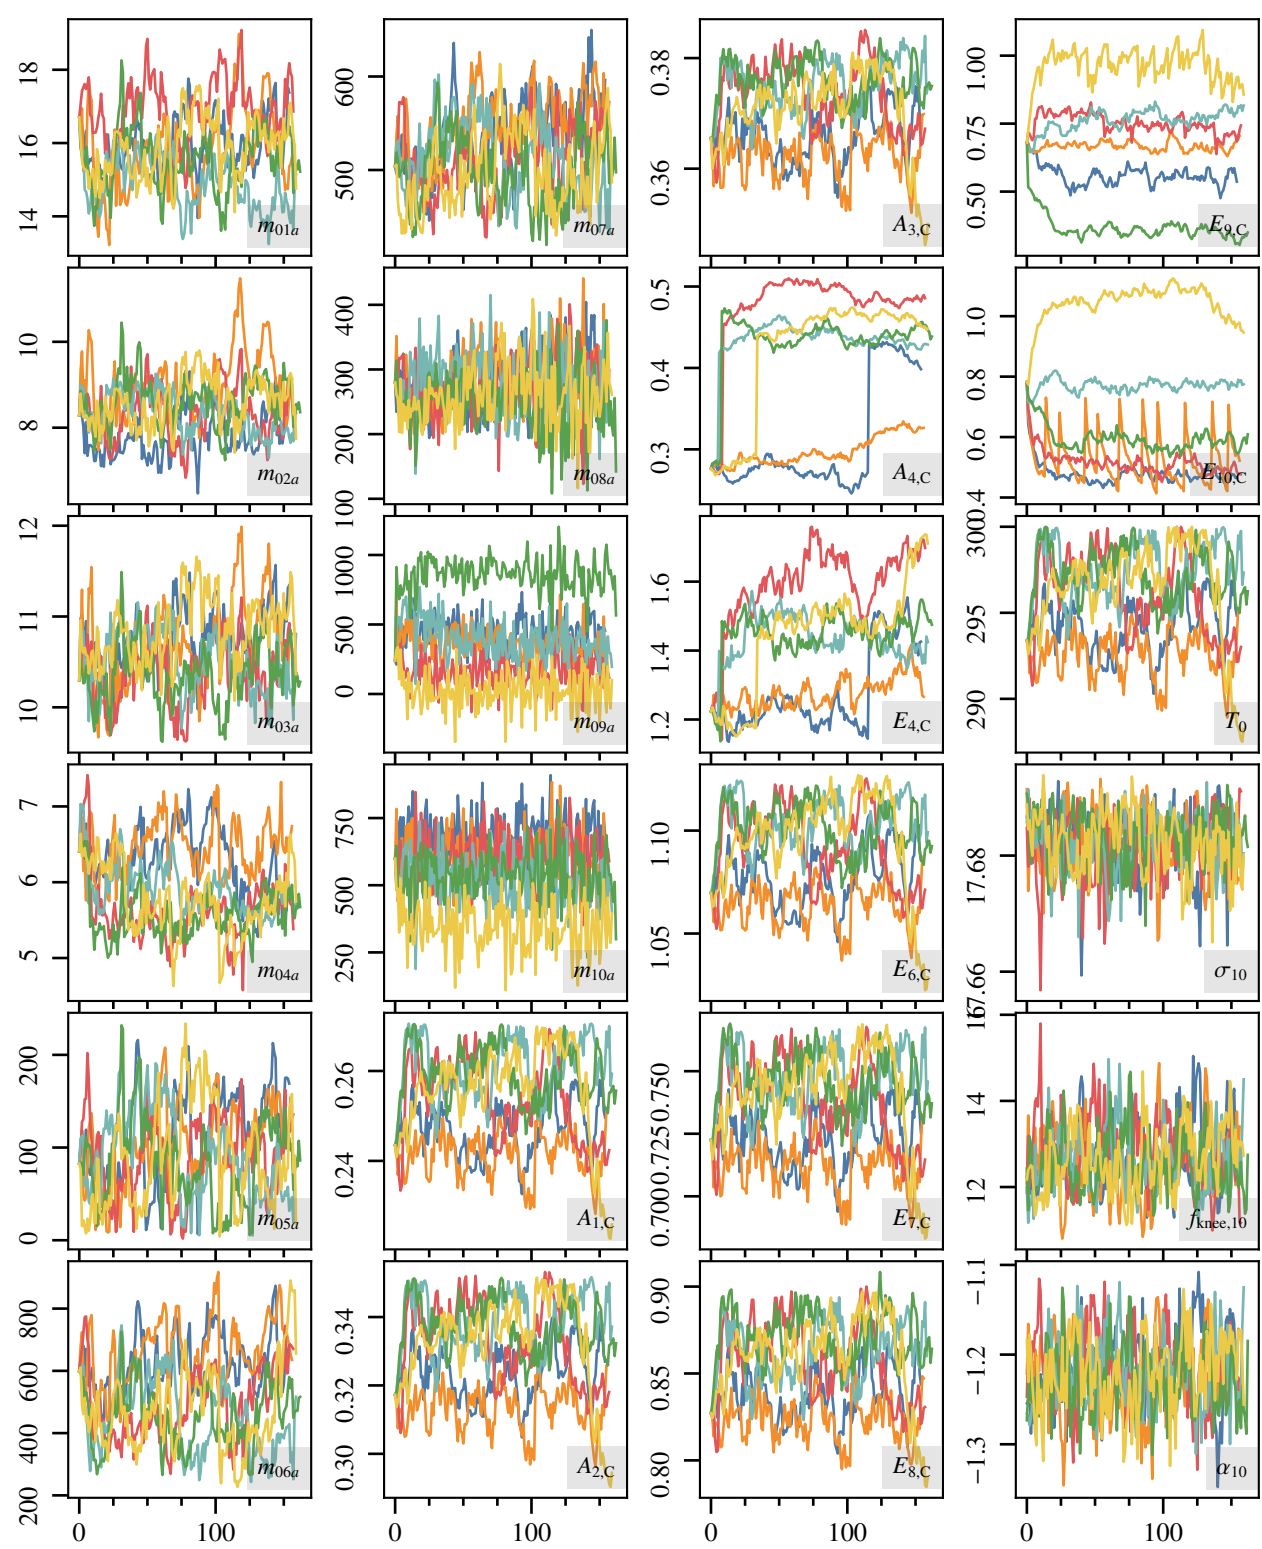 18
16
14
m01a
600
500
m07a
0.38
0.36
A3,C
1.00
0.75
0.50
E9,C
10
8
m02a
400
300
200
100
m08a
0.5
0.4
0.3
A4,C
1.0
0.8
0.6
0.4
E10,C
12
11
10
m03a
1000
500
0
m09a
1.6
1.4
1.2
E4,C
300
295
290
T0
7
6
5
m04a
750
500
250
m10a
1.10
1.05
E6,C
17.68
17.66
σ10
200
100
0
m05a
0.26
0.24
A1,C
0.750
0.725
0.700
E7,C
16
14
12
fknee,10
800
600
400
200
m06a
0.34
0.32
0.30
A2,C
0.90
0.85
0.80
E8,C
−1.1
−1.2
−1.3
α10
0 100 0 100 0 100 0 100